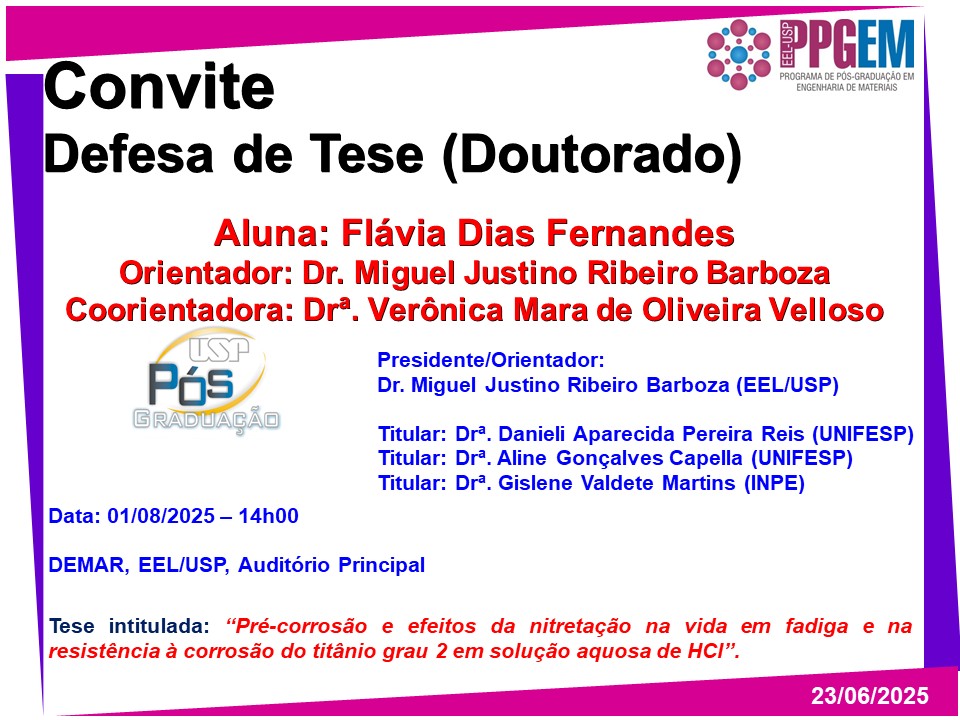 EEL-USP
PPGEM
PROGRAMA DE PÓS-GRADUAÇÃO EM
ENGENHARIA DE MATERIAIS
Convite
Defesa de Tese (Doutorado)
Aluna: Flávia Dias Fernandes
Orientador: Dr. Miguel Justino Ribeiro Barboza
Coorientadora: Drª. Verônica Mara de Oliveira Velloso
USP
PÓS
GRADUAÇÃO
Presidente/Orientador:
Dr. Miguel Justino Ribeiro Barboza (EEL/USP)
Titular: Drª. Danieli Aparecida Pereira Reis (UNIFESP)
Titular: Drª. Aline Gonçalves Capella (UNIFESP)
Titular: Drª. Gislene Valdete Martins (INPE)
Data: 01/08/2025 – 14h00
DEMAR, EEL/USP, Auditório Principal
Tese intitulada: “Pré-corrosão e efeitos da nitretação na vida em fadiga e na
resistência à corrosão do titânio grau 2 em solução aquosa de HCl”.
23/06/2025